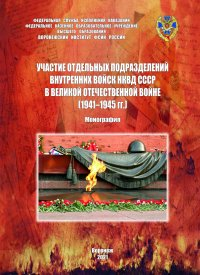 ФЕДЕРАЛЬНАЯ СЛУЖБА ИСПОЛНЕНИЯ НАКАЗАНИЙ
ФЕДЕРАЛЬНОЕ КАЗЕННОЕ ОБРАЗОВАТЕЛЬНОЕ УЧРЕЖДЕНИЕ
ВЫСШЕГО ОБРАЗОВАНИЯ
ВОРОНЕЖСКИЙ ИНСТИТУТ ФСИН РОССИИ
УЧАСТИЕ ОТДЕЛЬНЫХ ПОДРАЗДЕЛЕНИЙ
ВНУТРЕННИХ ВОЙСК НКВД СССР
В ВЕЛИКОЙ ОТЕЧЕСТВЕННОЙ ВОЙНЕ
(1941–1945 гг.)
Монография
Воронеж
2021